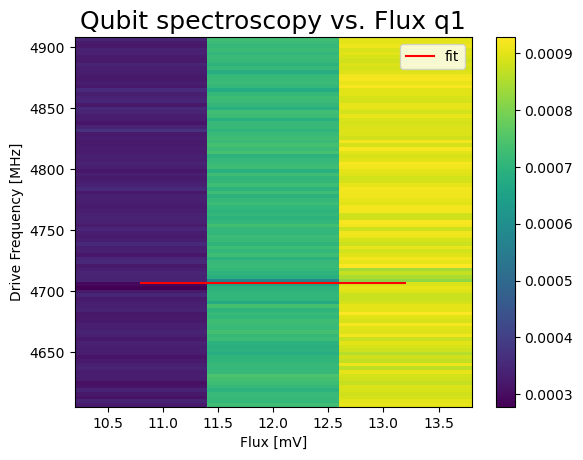 Qubit spectroscopy vs. Flux q1
fit
4900
4850
4800
4750
4700
4650
Drive Frequency [MHz]
10.5 11.0 11.5 12.0 12.5 13.0 13.5
Flux [mV]
0.0009
0.0008
0.0007
0.0006
0.0005
0.0004
0.0003